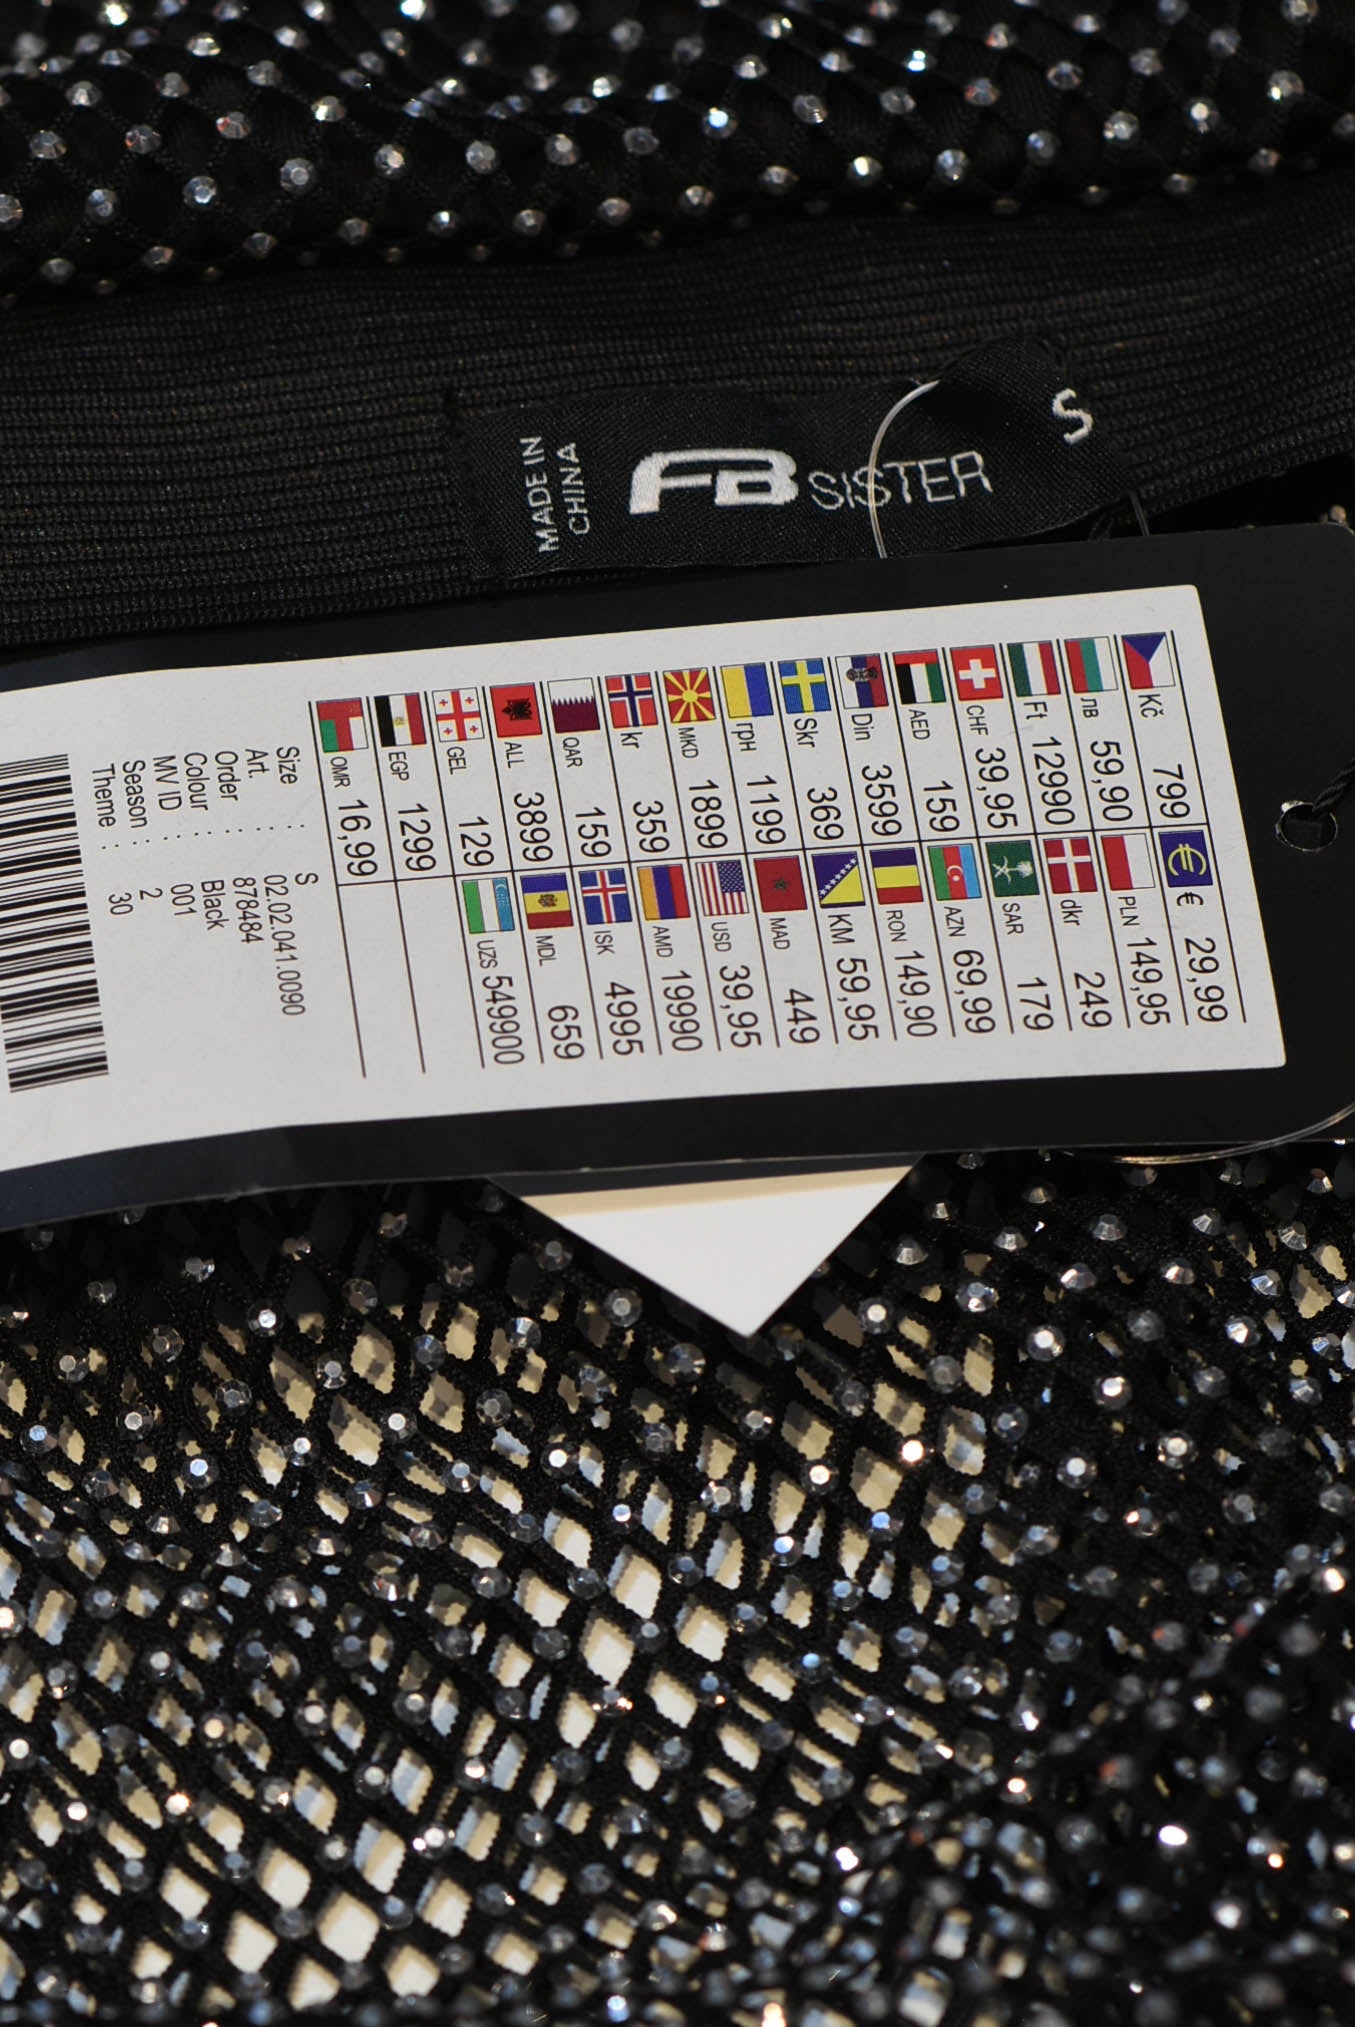 MADE IN
CHINA
FB SISTER
S
Kč 799
€ 29,99
лв 59,90
PLN 149,95
Ft 12990
dkr 249
CHF 39,95
SAR 179
AED 159
AZN 69,99
Din 3599
RON 149,90
Skr 369
KM 59,95
грн 1199
MAD 449
MKD 1899
USD 39,95
kr 359
AMD 19990
QAR 159
ISK 4995
ALL 3899
MDL 659
GEL 129
UZS 549900
EGP 1299
OMR 16,99
Size : S
Art. : 02.02.041.0090
Order : 878484
Colour : Black
MV ID : 001
Season : 2
Theme : 30